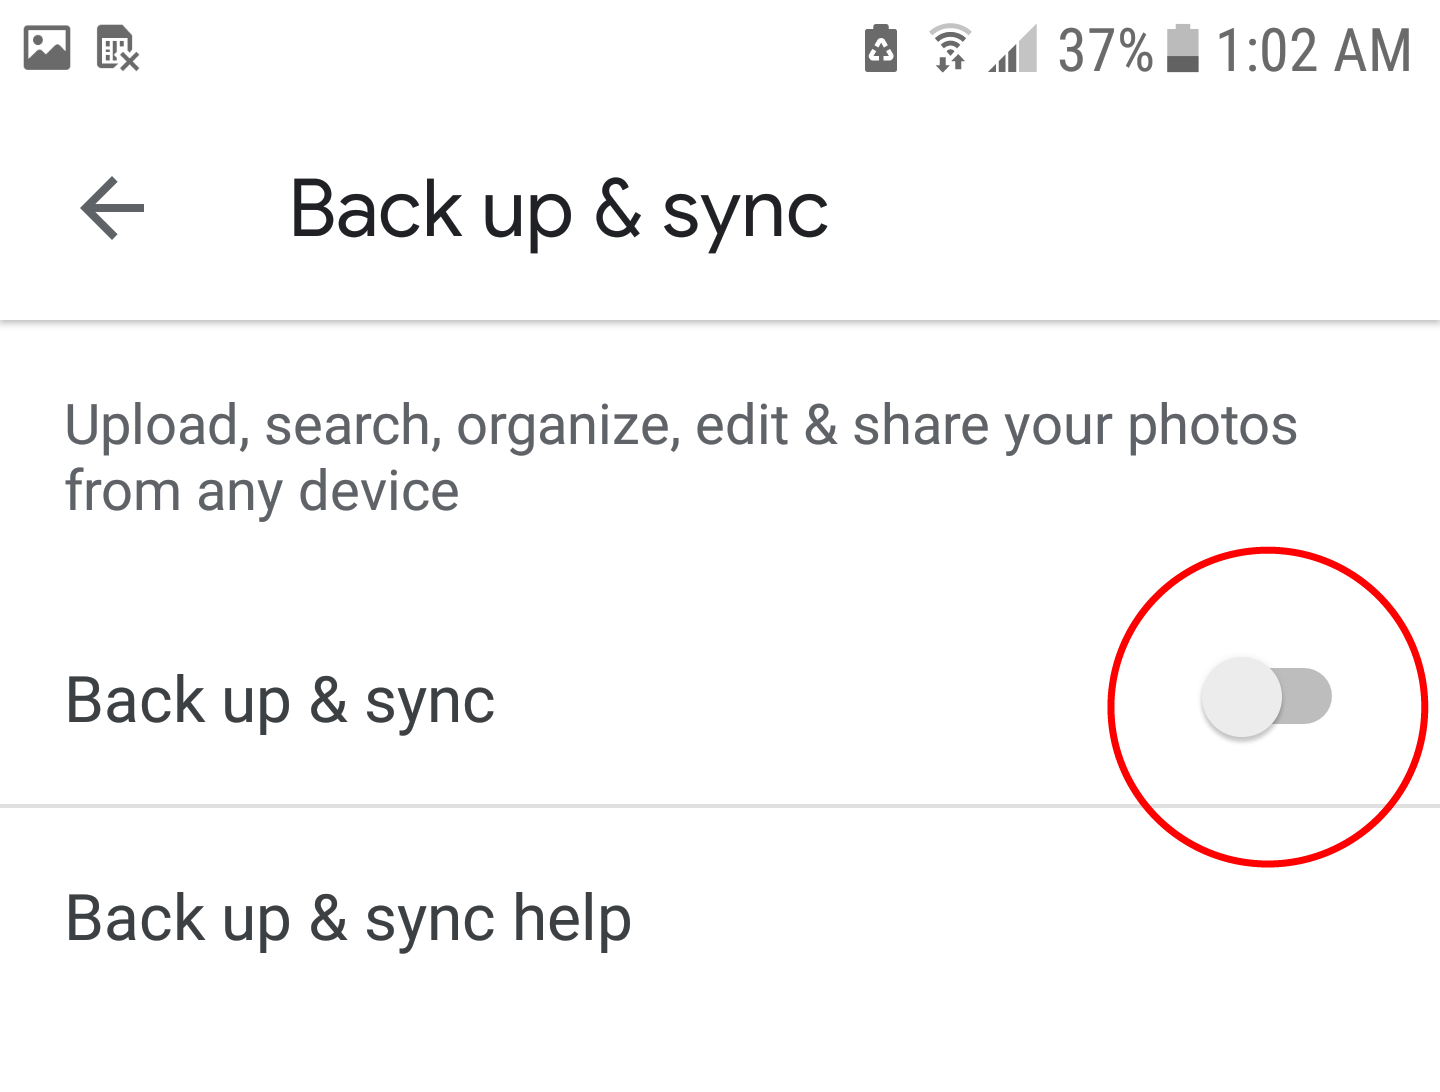 37% 1:02 AM
Back up & sync
Upload, search, organize, edit & share your photos
from any device
Back up & sync
Back up & sync help